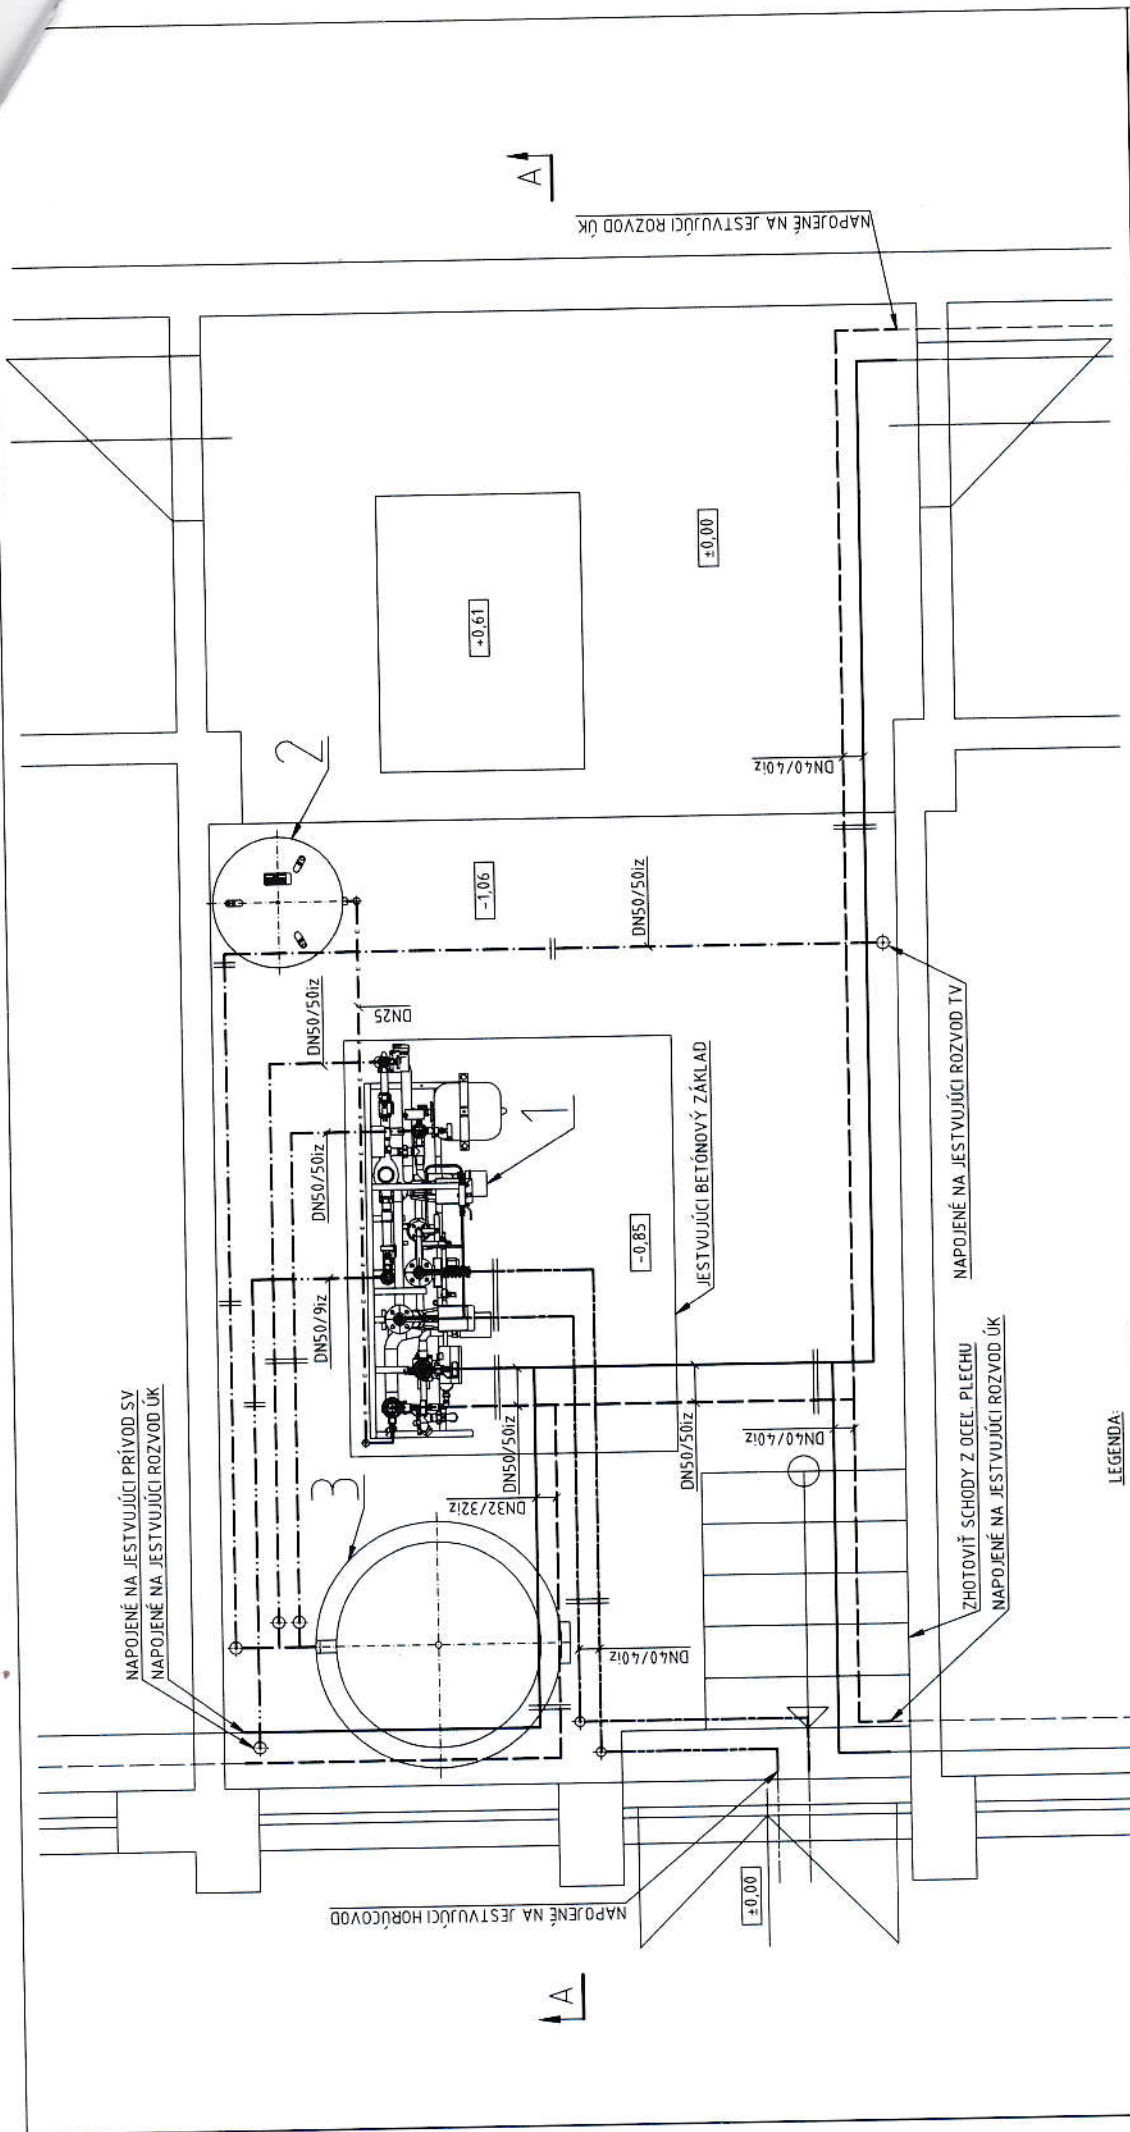 NAPOJENÉ NA JESTVUJÚCI PRÍVOD SV
NAPOJENÉ NA JESTVUJÚCI ROZVOD ÚK
3
DN50/9iz
DN50/50iz
DN50/50iz
DN25
2
1
DN32/32iz
DN50/50iz
-0,85
-1,06
+0,61
±0,00
DN50/50iz
DN40/40iz
JESTVUJÚCI BETÓNOVÝ ZÁKLAD
DN50/50iz
DN40/40iz
DN40/40iz
NAPOJENÉ NA JESTVUJÚCI HORÚCOVOD
±0,00
NAPOJENÉ NA JESTVUJÚCI ROZVOD ÚK
A
A
NAPOJENÉ NA JESTVUJÚCI ROZVOD TV
ZHOTOVIŤ SCHODY Z OCEL. PLECHU
NAPOJENÉ NA JESTVUJÚCI ROZVOD ÚK
LEGENDA: